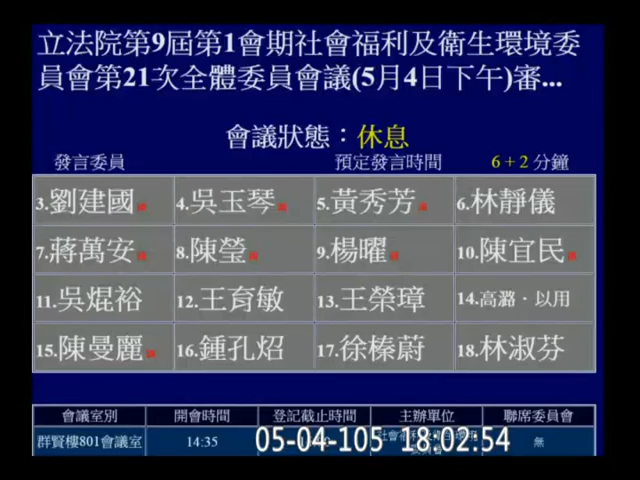 立法院第9屆第1會期社會福利及衛生環境委
員會第21次全體委員會議(5月4日下午)審...
會議狀態：休息
發言委員 預定發言時間 6+2 分鐘
3.劉建國 4.吳玉琴 5.黃秀芳 6.林靜儀
7.蔣萬安 8.陳瑩 9.楊曜 10.陳宜民
11.吳焜裕 12.王育敏 13.王榮璋 14.高潞．以用
15.陳曼麗 16.鍾孔炤 17.徐榛蔚 18.林淑芬
會議室別 開會時間 登記截止時間 主辦單位 聯席委員會
群賢樓801會議室 14:35 無
05-04-105 18:02:54